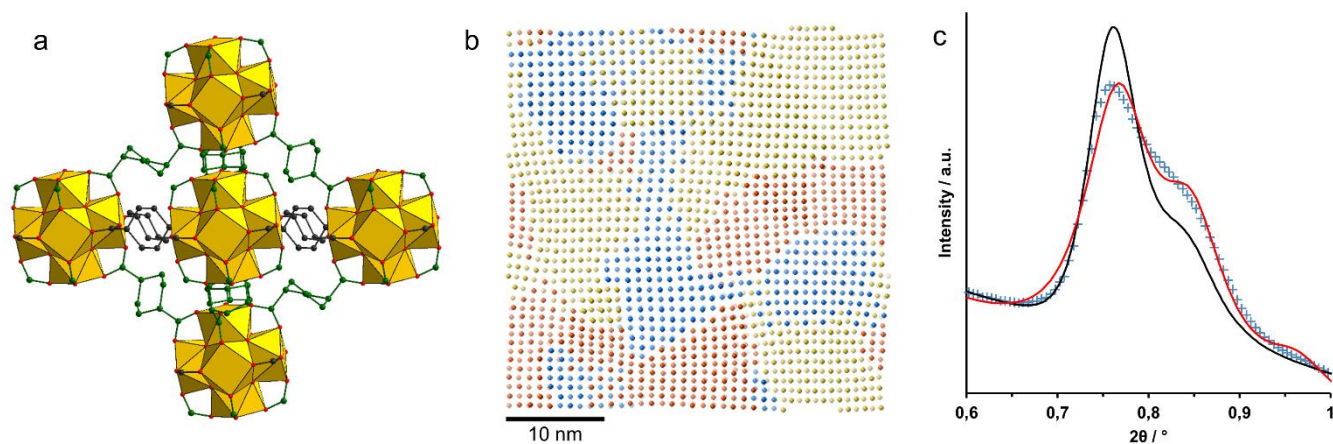 a
b
c
10 nm
Intensity / a.u.
0,6
0,7
0,8
0,9
1
2θ / °